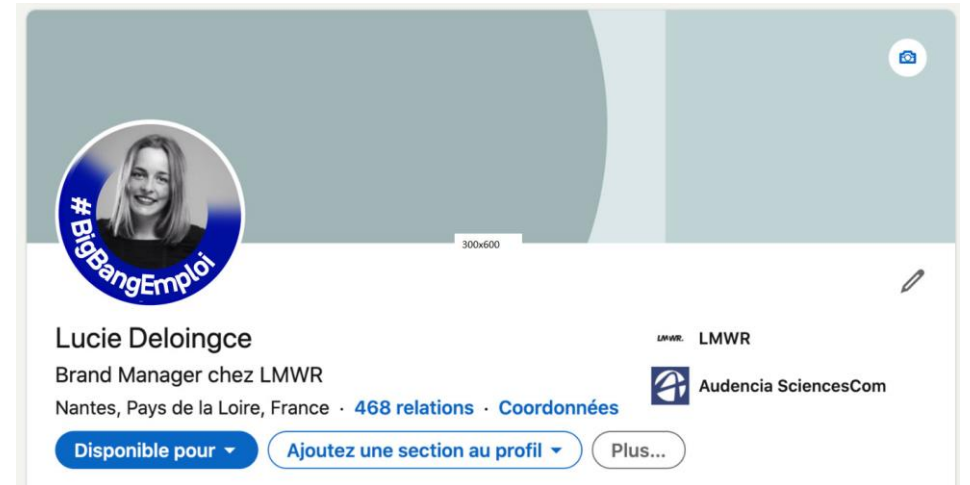 #BigBangEmploi
300x600
Lucie Deloingce
Brand Manager chez LMWR
Nantes, Pays de la Loire, France · 468 relations · Coordonnées
LMWR. LMWR
Audencia SciencesCom
Disponible pour
Ajoutez une section au profil
Plus...